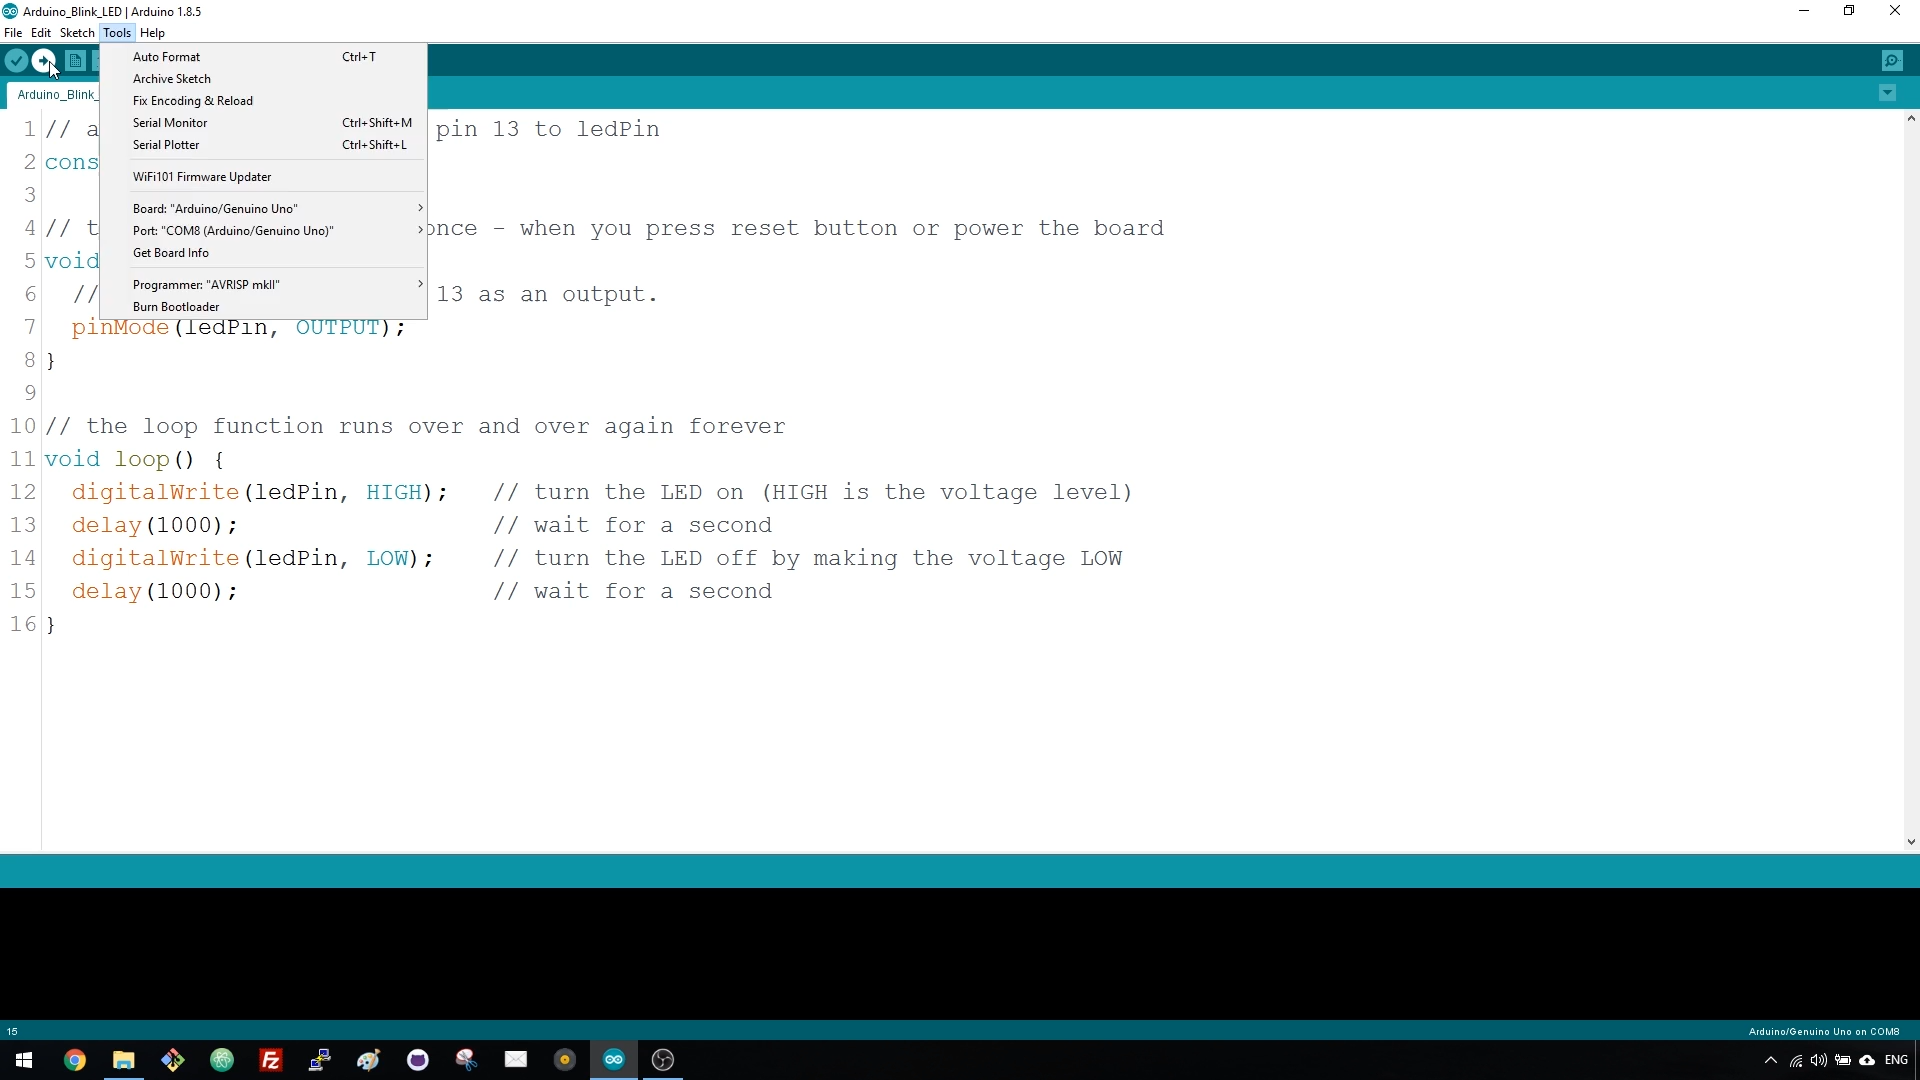 Arduino_Blink_LED | Arduino 1.8.5
File Edit Sketch Tools Help
Auto Format Ctrl+T
Archive Sketch
Fix Encoding & Reload
Serial Monitor Ctrl+Shift+M
Serial Plotter Ctrl+Shift+L
WiFi101 Firmware Updater
Board: "Arduino/Genuino Uno"
Port: "COM8 (Arduino/Genuino Uno)"
Get Board Info
Programmer: "AVRISP mkII"
Burn Bootloader
Arduino_Blink_
1 // a pin 13 to ledPin
2 cons
3
4 // t once - when you press reset button or power the board
5 void
6 // 13 as an output.
7 pinMode(ledPin, OUTPUT);
8 }
9
10 // the loop function runs over and over again forever
11 void loop() {
12 digitalWrite(ledPin, HIGH); // turn the LED on (HIGH is the voltage level)
13 delay(1000); // wait for a second
14 digitalWrite(ledPin, LOW); // turn the LED off by making the voltage LOW
15 delay(1000); // wait for a second
16 }
15 Arduino/Genuino Uno on COM8
Fz ENG